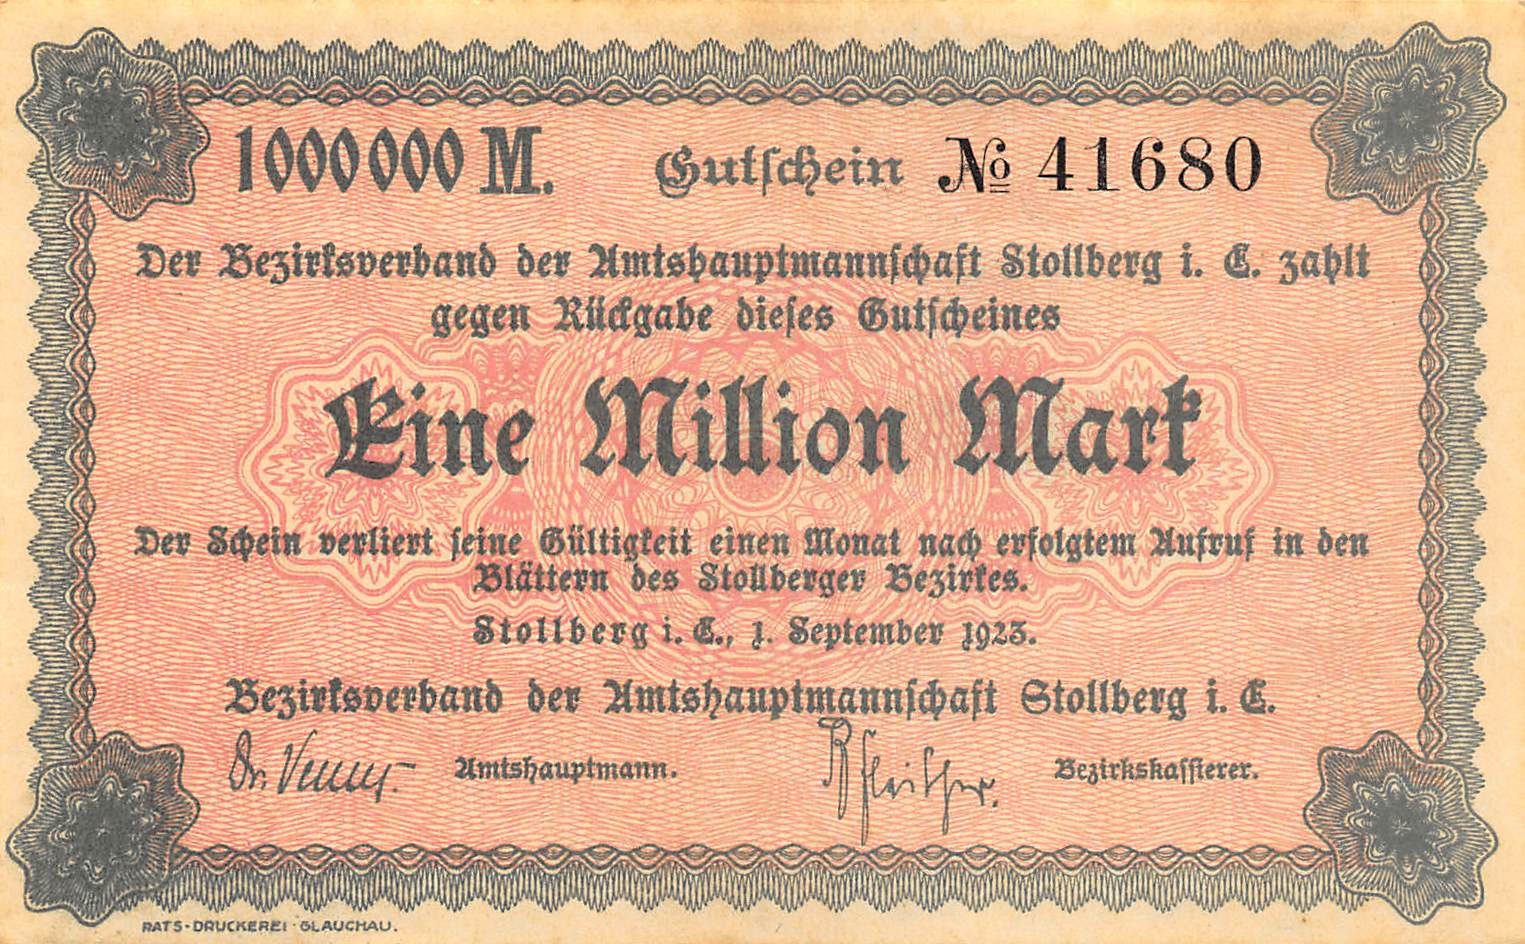 1000000 M. Gutschein № 41680
Der Bezirksverband der Amtshauptmannschaft Stollberg i. E. zahlt
gegen Rückgabe dieses Gutscheines
Eine Million Mark
Der Schein verliert seine Gültigkeit einen Monat nach erfolgtem Aufruf in den
Blättern des Stollberger Bezirkes.
Stollberg i. E., 1. September 1923.
Bezirksverband der Amtshauptmannschaft Stollberg i. E.
Dr. Amtshauptmann. Bezirkskassierer.
RATS-DRUCKEREI · GLAUCHAU.